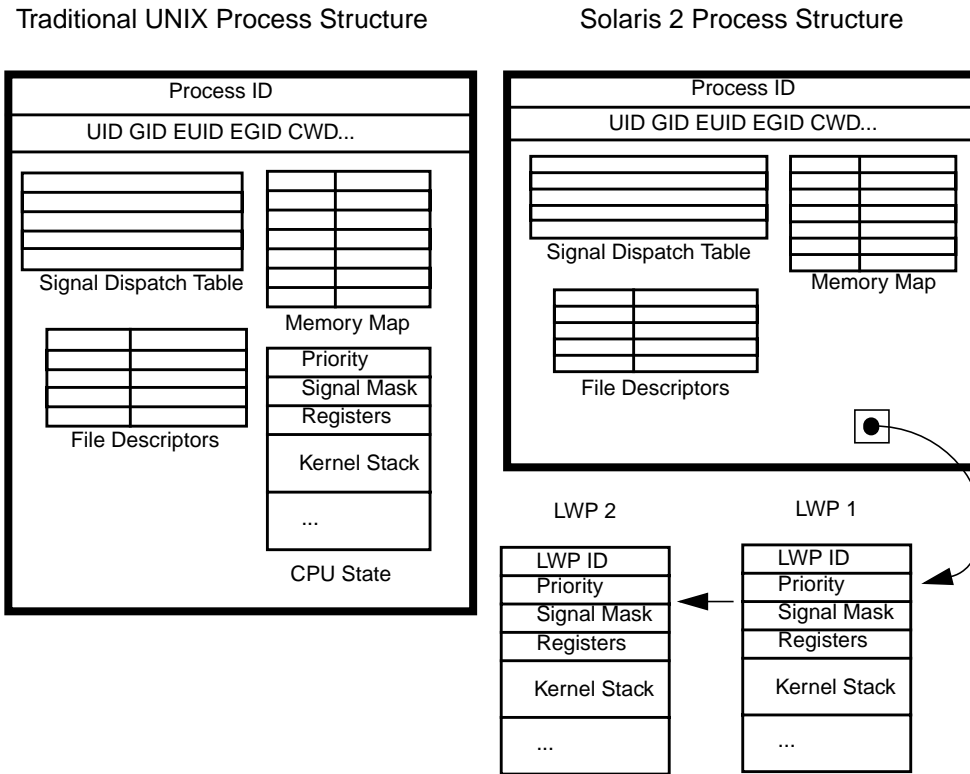 Traditional UNIX Process Structure
Process ID
UID GID EUID EGID CWD...
Signal Dispatch Table
Memory Map
File Descriptors
Priority
Signal Mask
Registers
Kernel Stack
...
CPU State
Solaris 2 Process Structure
Process ID
UID GID EUID EGID CWD...
Signal Dispatch Table
Memory Map
File Descriptors
LWP 2
LWP ID
Priority
Signal Mask
Registers
Kernel Stack
...
LWP 1
LWP ID
Priority
Signal Mask
Registers
Kernel Stack
...